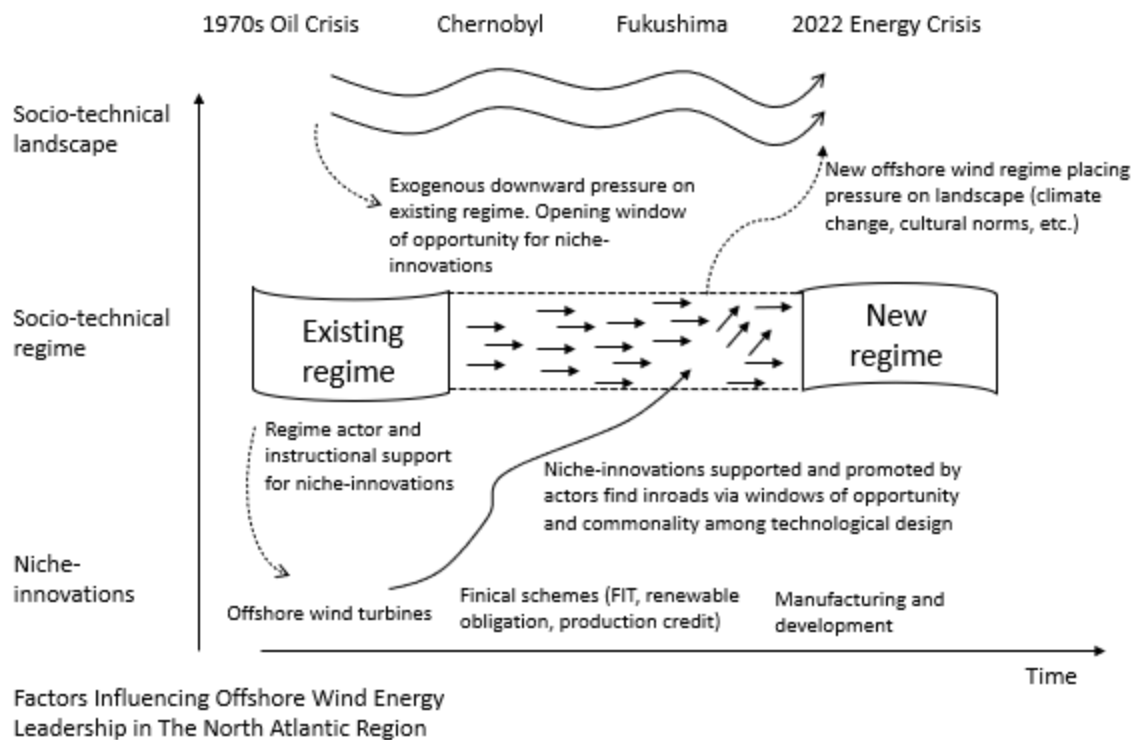 1970s Oil Crisis
Chernobyl
Fukushima
2022 Energy Crisis
Socio-technical
landscape
Exogenous downward pressure on
existing regime. Opening window
of opportunity for niche-
innovations
New offshore wind regime placing
pressure on landscape (climate
change, cultural norms, etc.)
Socio-technical
regime
Existing
regime
New
regime
Regime actor and
instructional support
for niche-innovations
Niche-innovations supported and promoted by
actors find inroads via windows of opportunity
and commonality among technological design
Niche-
innovations
Offshore wind turbines
Finical schemes (FIT, renewable
obligation, production credit)
Manufacturing and
development
Time
Factors Influencing Offshore Wind Energy
Leadership in The North Atlantic Region